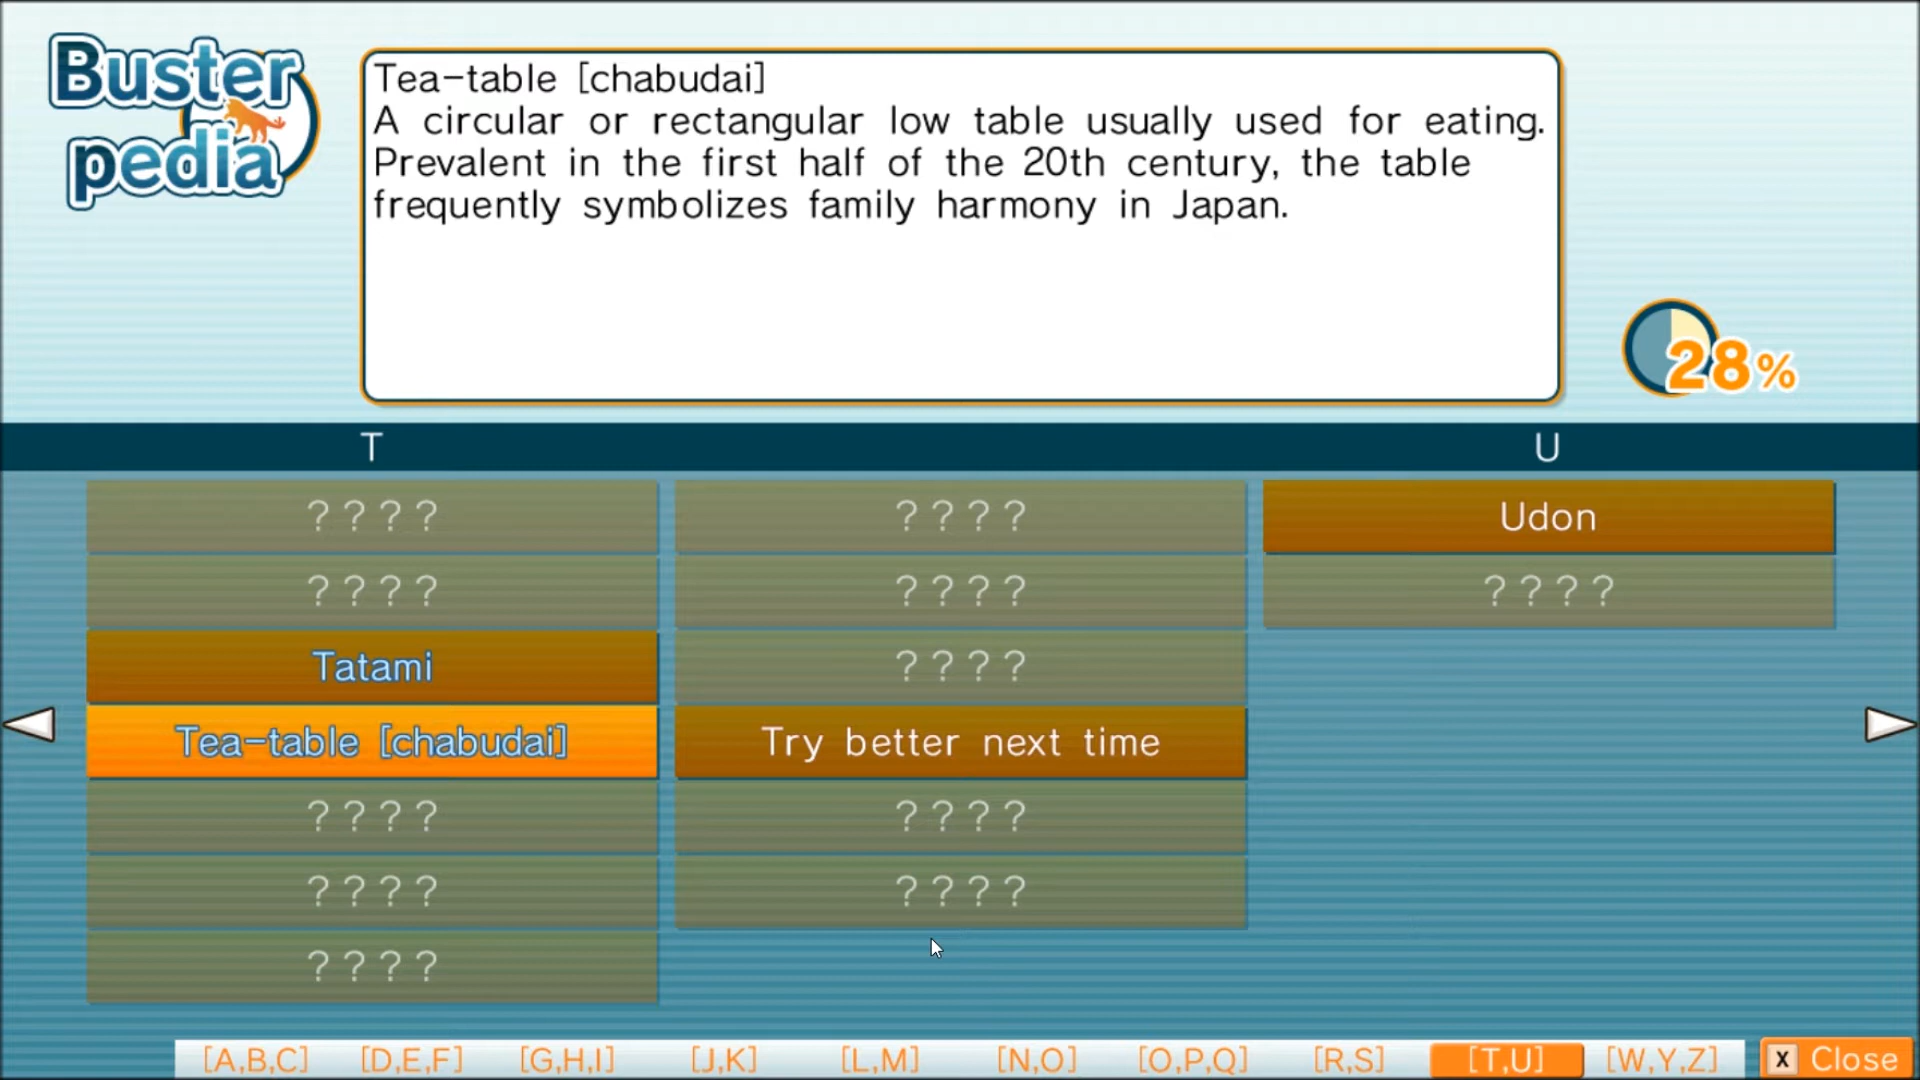 Buster
pedia
Tea-table [chabudai]
A circular or rectangular low table usually used for eating.
Prevalent in the first half of the 20th century, the table
frequently symbolizes family harmony in Japan.
28%
T U
???? ???? Udon
???? ???? ????
Tatami ????
Tea-table [chabudai] Try better next time
???? ????
???? ????
????
[A,B,C] [D,E,F] [G,H,I] [J,K] [L,M] [N,O] [O,P,Q] [R,S] [T,U] [W,Y,Z] X Close